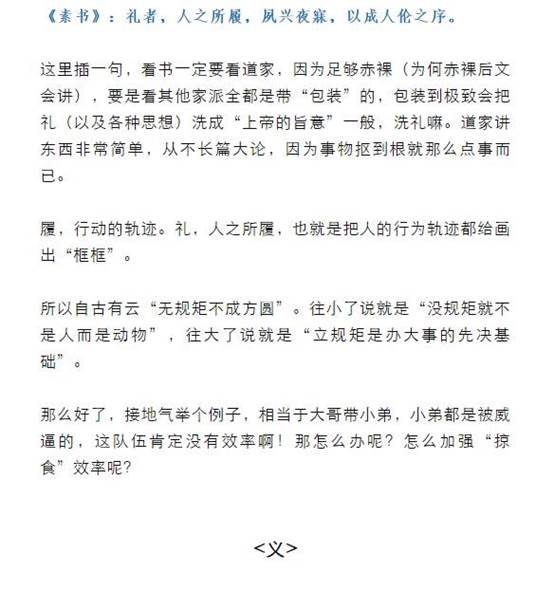 《素书》：礼者，人之所履，夙兴夜寐，以成人伦之序。
这里插一句，看书一定要看道家，因为足够赤裸（为何赤裸后文
会讲），要是看其他家派全都是带“包装”的，包装到极致会把
礼（以及各种思想）洗成“上帝的旨意”一般，洗礼嘛。道家讲
东西非常简单，从不长篇大论，因为事物抠到根就那么点事而
已。
履，行动的轨迹。礼，人之所履，也就是把人的行为轨迹都给画
出“框框”。
所以自古有云“无规矩不成方圆”。往小了说就是“没规矩就不
是人而是动物”，往大了说就是“立规矩是办大事的先决基
础”。
那么好了，接地气举个例子，相当于大哥带小弟，小弟都是被威
逼的，这队伍肯定没有效率啊！那怎么办呢？怎么加强“掠
食”效率呢？
<义>